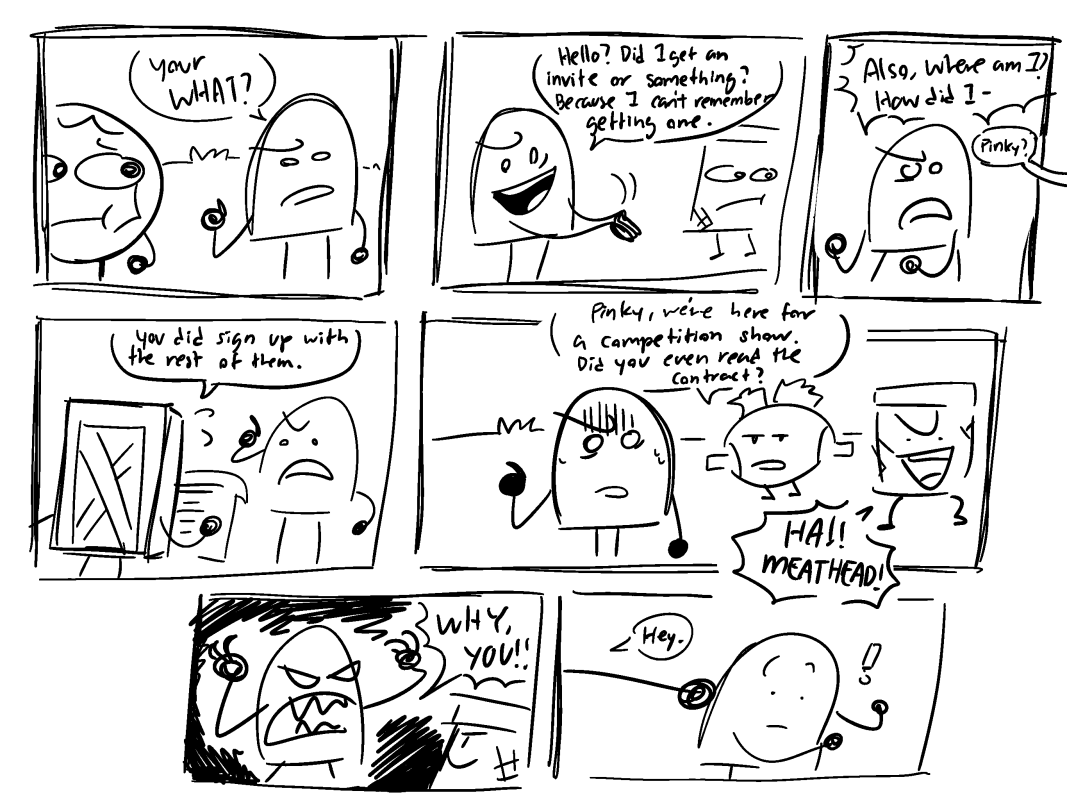 your
WHAT?
Hello? Did I get an
invite or something?
Because I can't remember
getting one.
Also, where am I?
How did I-
Pinky?
you did sign up with
the rest of them.
Pinky, we're here for
a competition show.
Did you even read the
contract?
HA!!
MEATHEAD!
WHY,
YOU!!
Hey.
!